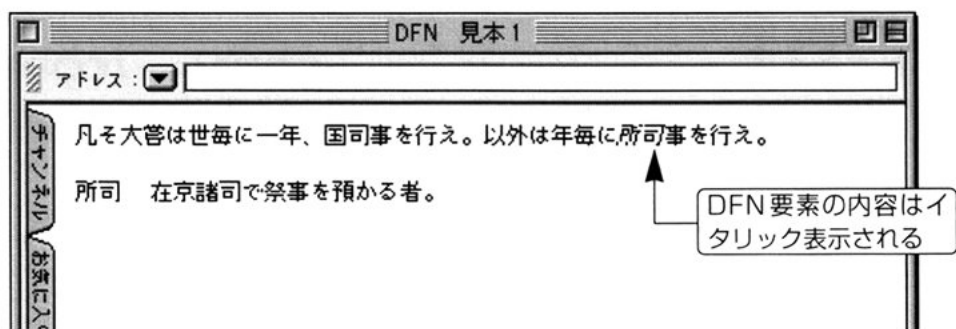 DFN 見本1
アドレス：
チャンネル
凡そ大嘗は世毎に一年、国司事を行え。以外は年毎に所司事を行え。
所司 在京諸司で祭事を預かる者。
DFN要素の内容はイ
タリック表示される
お気に入